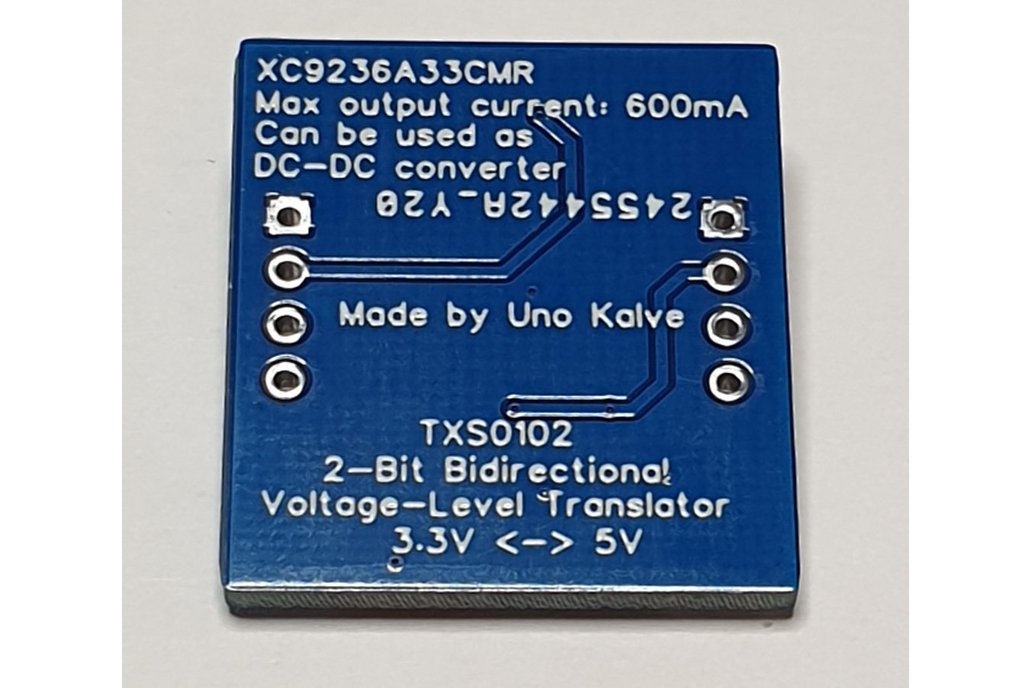 XC9236A33CMR
Max output current: 600mA
Can be used as
DC-DC converter
2455442A_Y20
Made by Uno Kalve
TXS0102
2-Bit Bidirectional
Voltage-Level Translator
3.3V <-> 5V